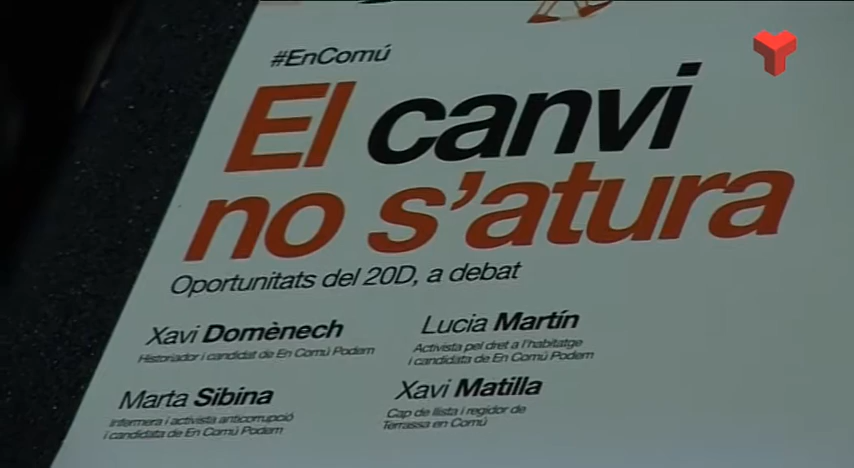 #EnComú
El canvi
no s'atura
Oportunitats del 20D, a debat
Xavi Domènech
Historiador i candidat de En Comú Podem
Lucia Martín
Activista pel dret a l'habitatge
i candidata de En Comú Podem
Marta Sibina
Infermera i activista anticorrupció
i candidata de En Comú Podem
Xavi Matilla
Cap de llista i regidor de
Terrassa en Comú